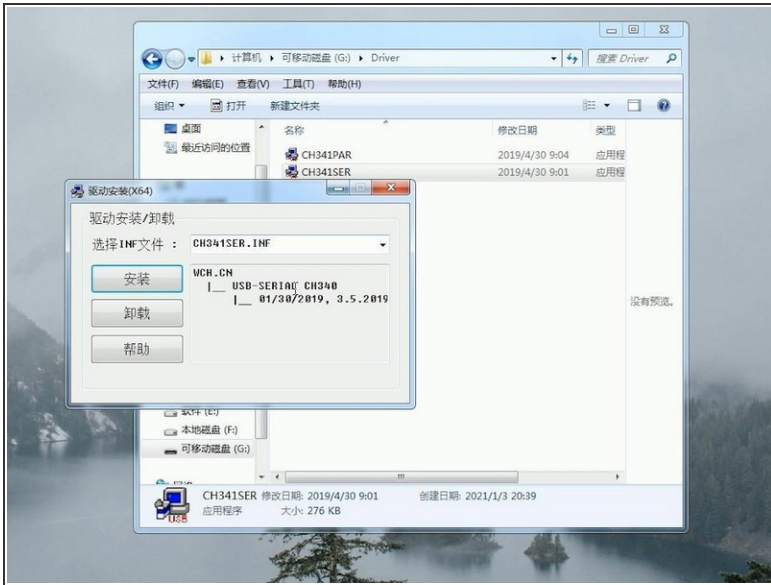 计算机 ▸ 可移动磁盘 (G:) ▸ Driver
搜索 Driver
文件(F) 编辑(E) 查看(V) 工具(T) 帮助(H)
组织 打开 新建文件夹
桌面
最近访问的位置
名称 修改日期 类型
CH341PAR 2019/4/30 9:04 应用程
CH341SER 2019/4/30 9:01 应用程
驱动安装(X64)
驱动安装/卸载
选择INF文件 : CH341SER.INF
安装
卸载
帮助
WCH.CN
|__ USB-SERIAL CH340
|__ 01/30/2019, 3.5.2019
没有预览。
软件 (E:)
本地磁盘 (F:)
可移动磁盘 (G:)
CH341SER 修改日期: 2019/4/30 9:01 创建日期: 2021/1/3 20:39
应用程序 大小: 276 KB
USB